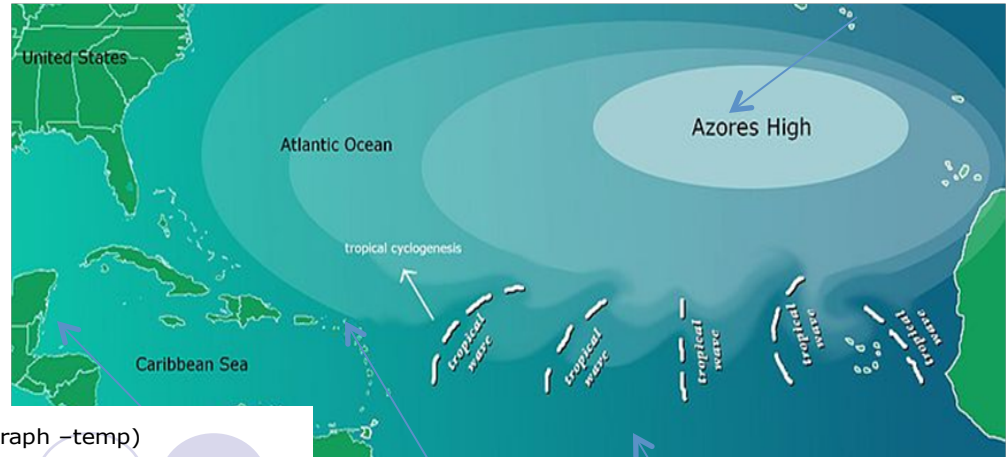 United States
Azores High
Atlantic Ocean
tropical cyclogenesis
tropical
wave
tropical
wave
tropical
wave
tropical
wave
tropical
wave
Caribbean Sea
raph –temp)